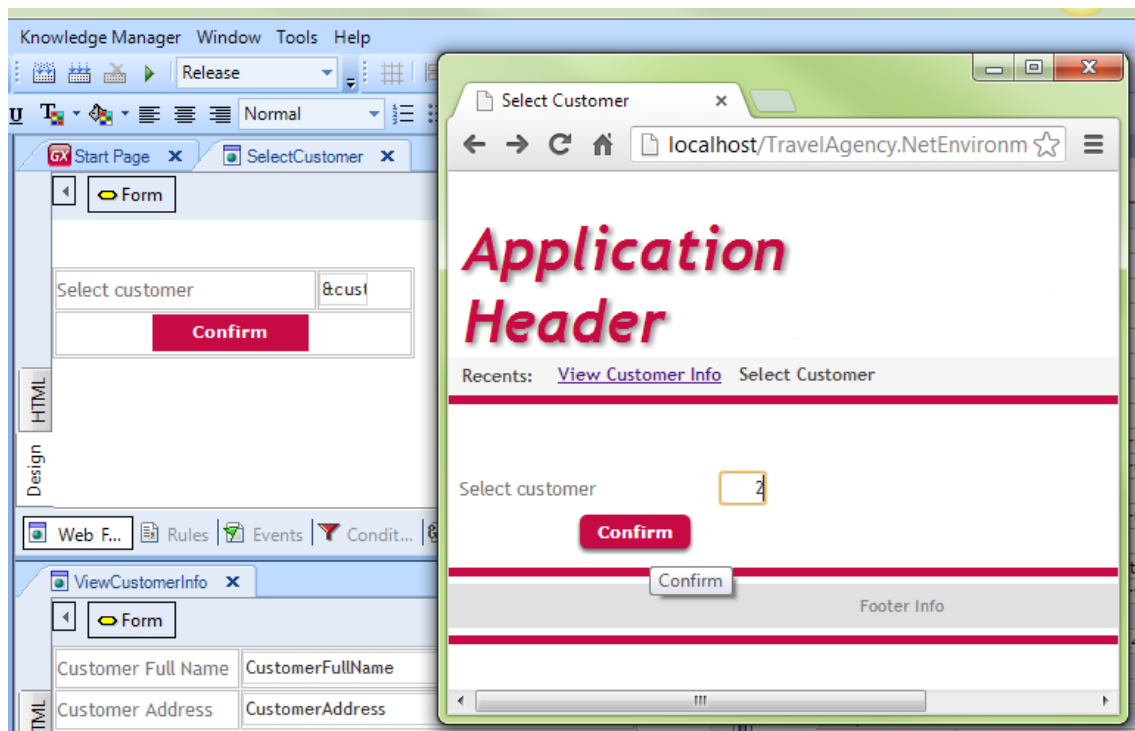 Knowledge Manager Window Tools Help
Release
U Normal
GX Start Page x SelectCustomer x
Form
Select customer &cust
Confirm
HTML
Design
Web F... Rules Events Condit...
ViewCustomerInfo x
Form
Customer Full Name CustomerFullName
Customer Address CustomerAddress
Select Customer x
localhost/TravelAgency.NetEnvironm
Application
Header
Recents: View Customer Info Select Customer
Select customer 2
Confirm
Confirm
Footer Info